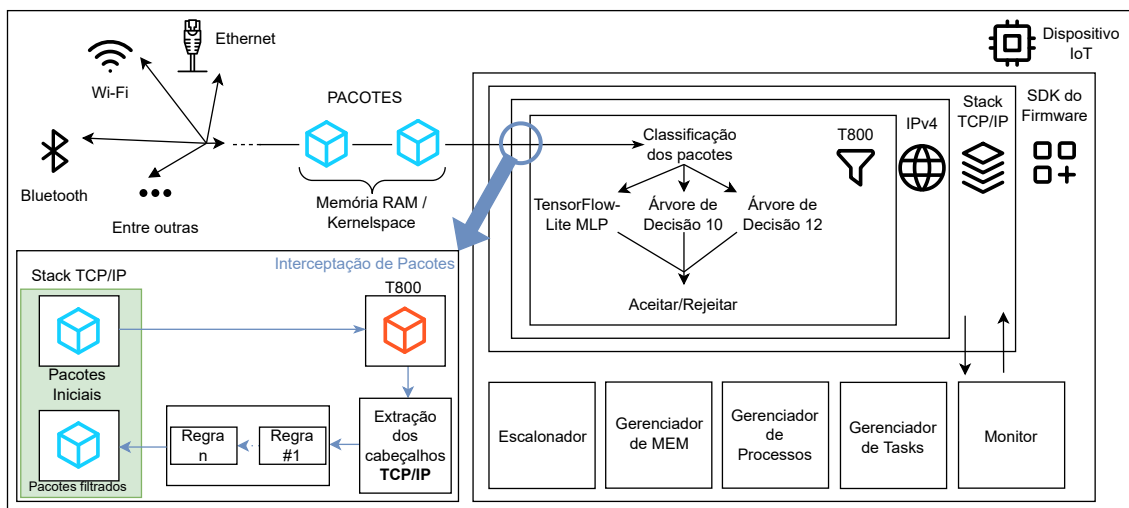 Ethernet
Wi-Fi
Bluetooth
Entre outras
PACOTES
Memória RAM /
Kernelspace
Dispositivo
IoT
SDK do
Firmware
Stack
TCP/IP
IPv4
T800
Classificação
dos pacotes
TensorFlow-
Lite MLP
Árvore de
Decisão 10
Árvore de
Decisão 12
Aceitar/Rejeitar
Interceptação de Pacotes
Stack TCP/IP
T800
Pacotes
Iniciais
Extração
dos
cabeçalhos
TCP/IP
Regra
#1
Regra
n
Pacotes filtrados
Escalonador
Gerenciador
de MEM
Gerenciador
de
Processos
Gerenciador
de Tasks
Monitor